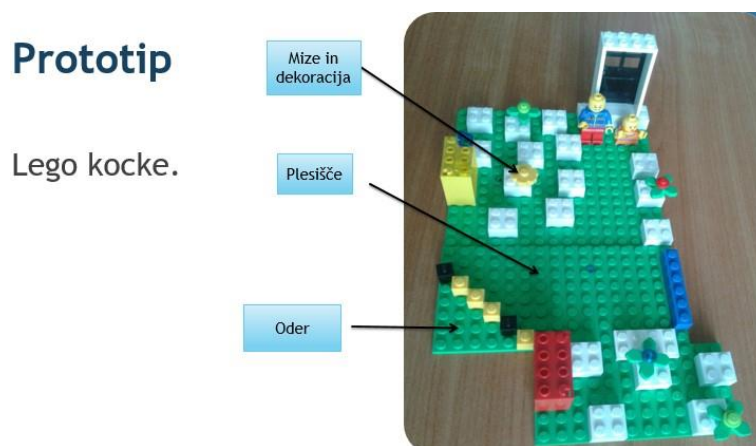 Prototip
Lego kocke.
Mize in
dekoracija
Plesišče
Oder